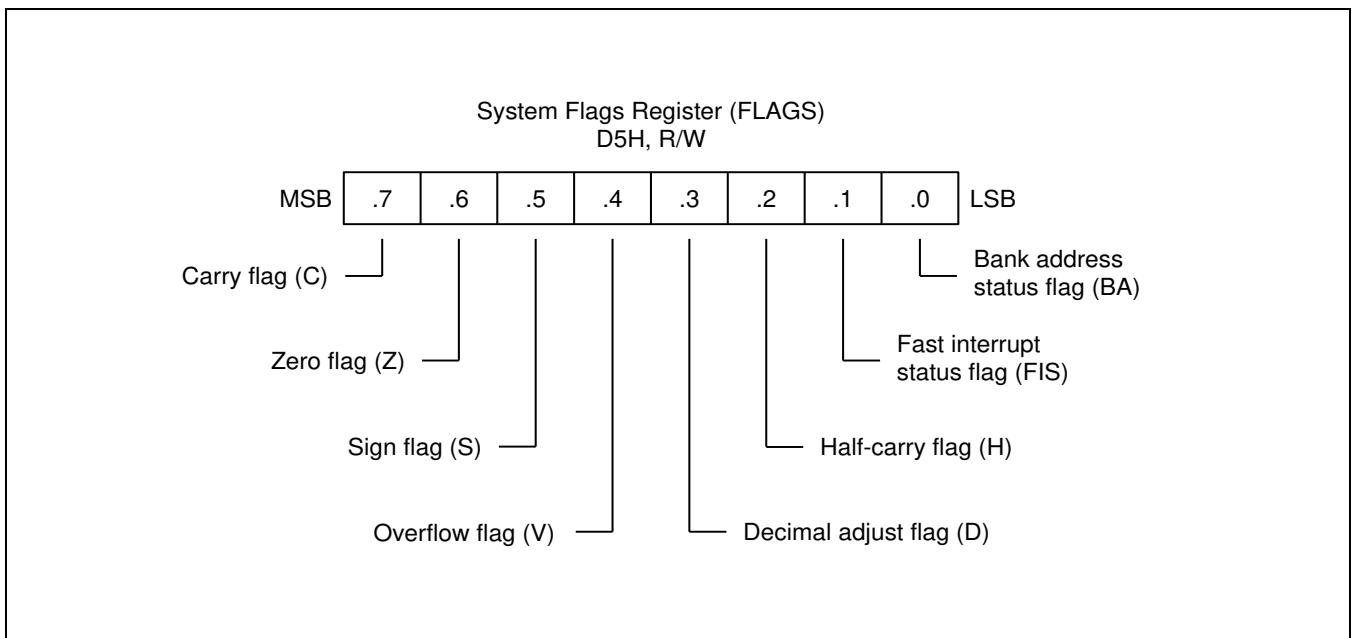 System Flags Register (FLAGS)
D5H, R/W
MSB .7 .6 .5 .4 .3 .2 .1 .0 LSB
Carry flag (C)
Bank address
status flag (BA)
Zero flag (Z)
Fast interrupt
status flag (FIS)
Sign flag (S)
Half-carry flag (H)
Overflow flag (V)
Decimal adjust flag (D)